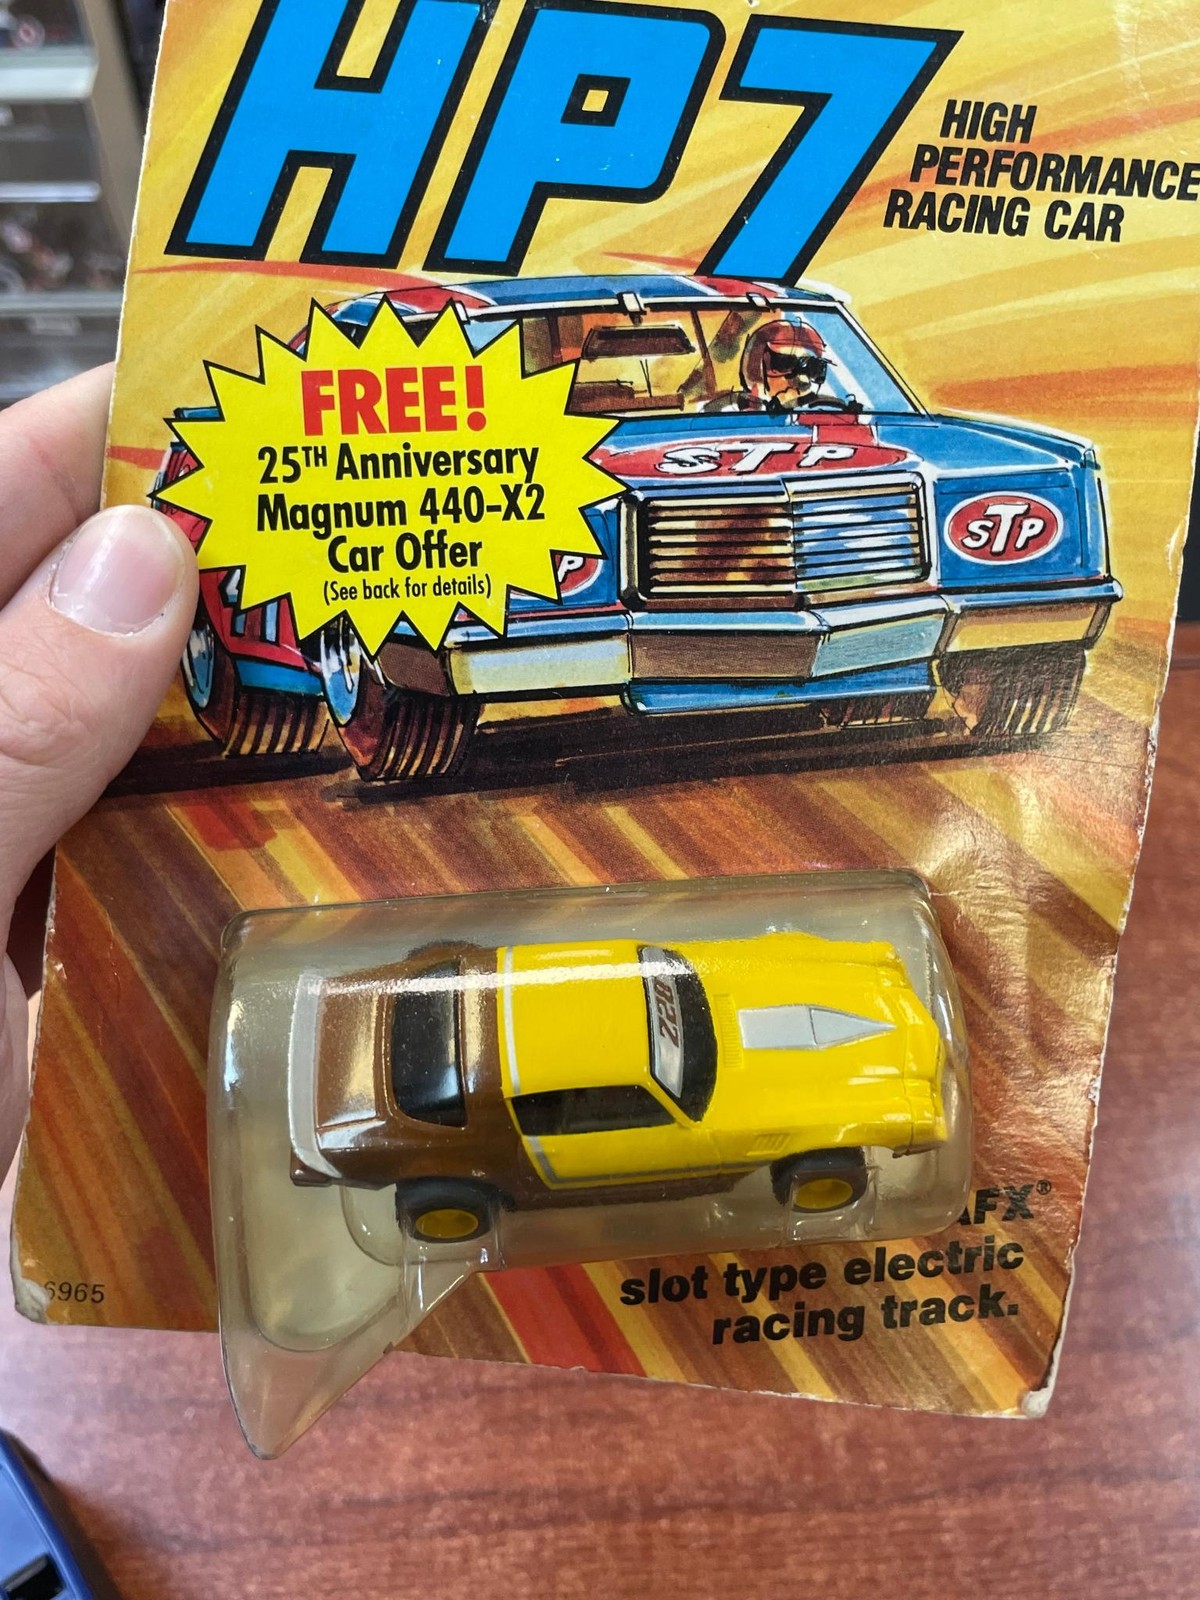 HP7
HIGH
PERFORMANCE
RACING CAR
FREE!
25TH Anniversary
Magnum 440-X2
Car Offer
(See back for details)
STP
STP
Z28
AFX®
slot type electric
racing track.
6965